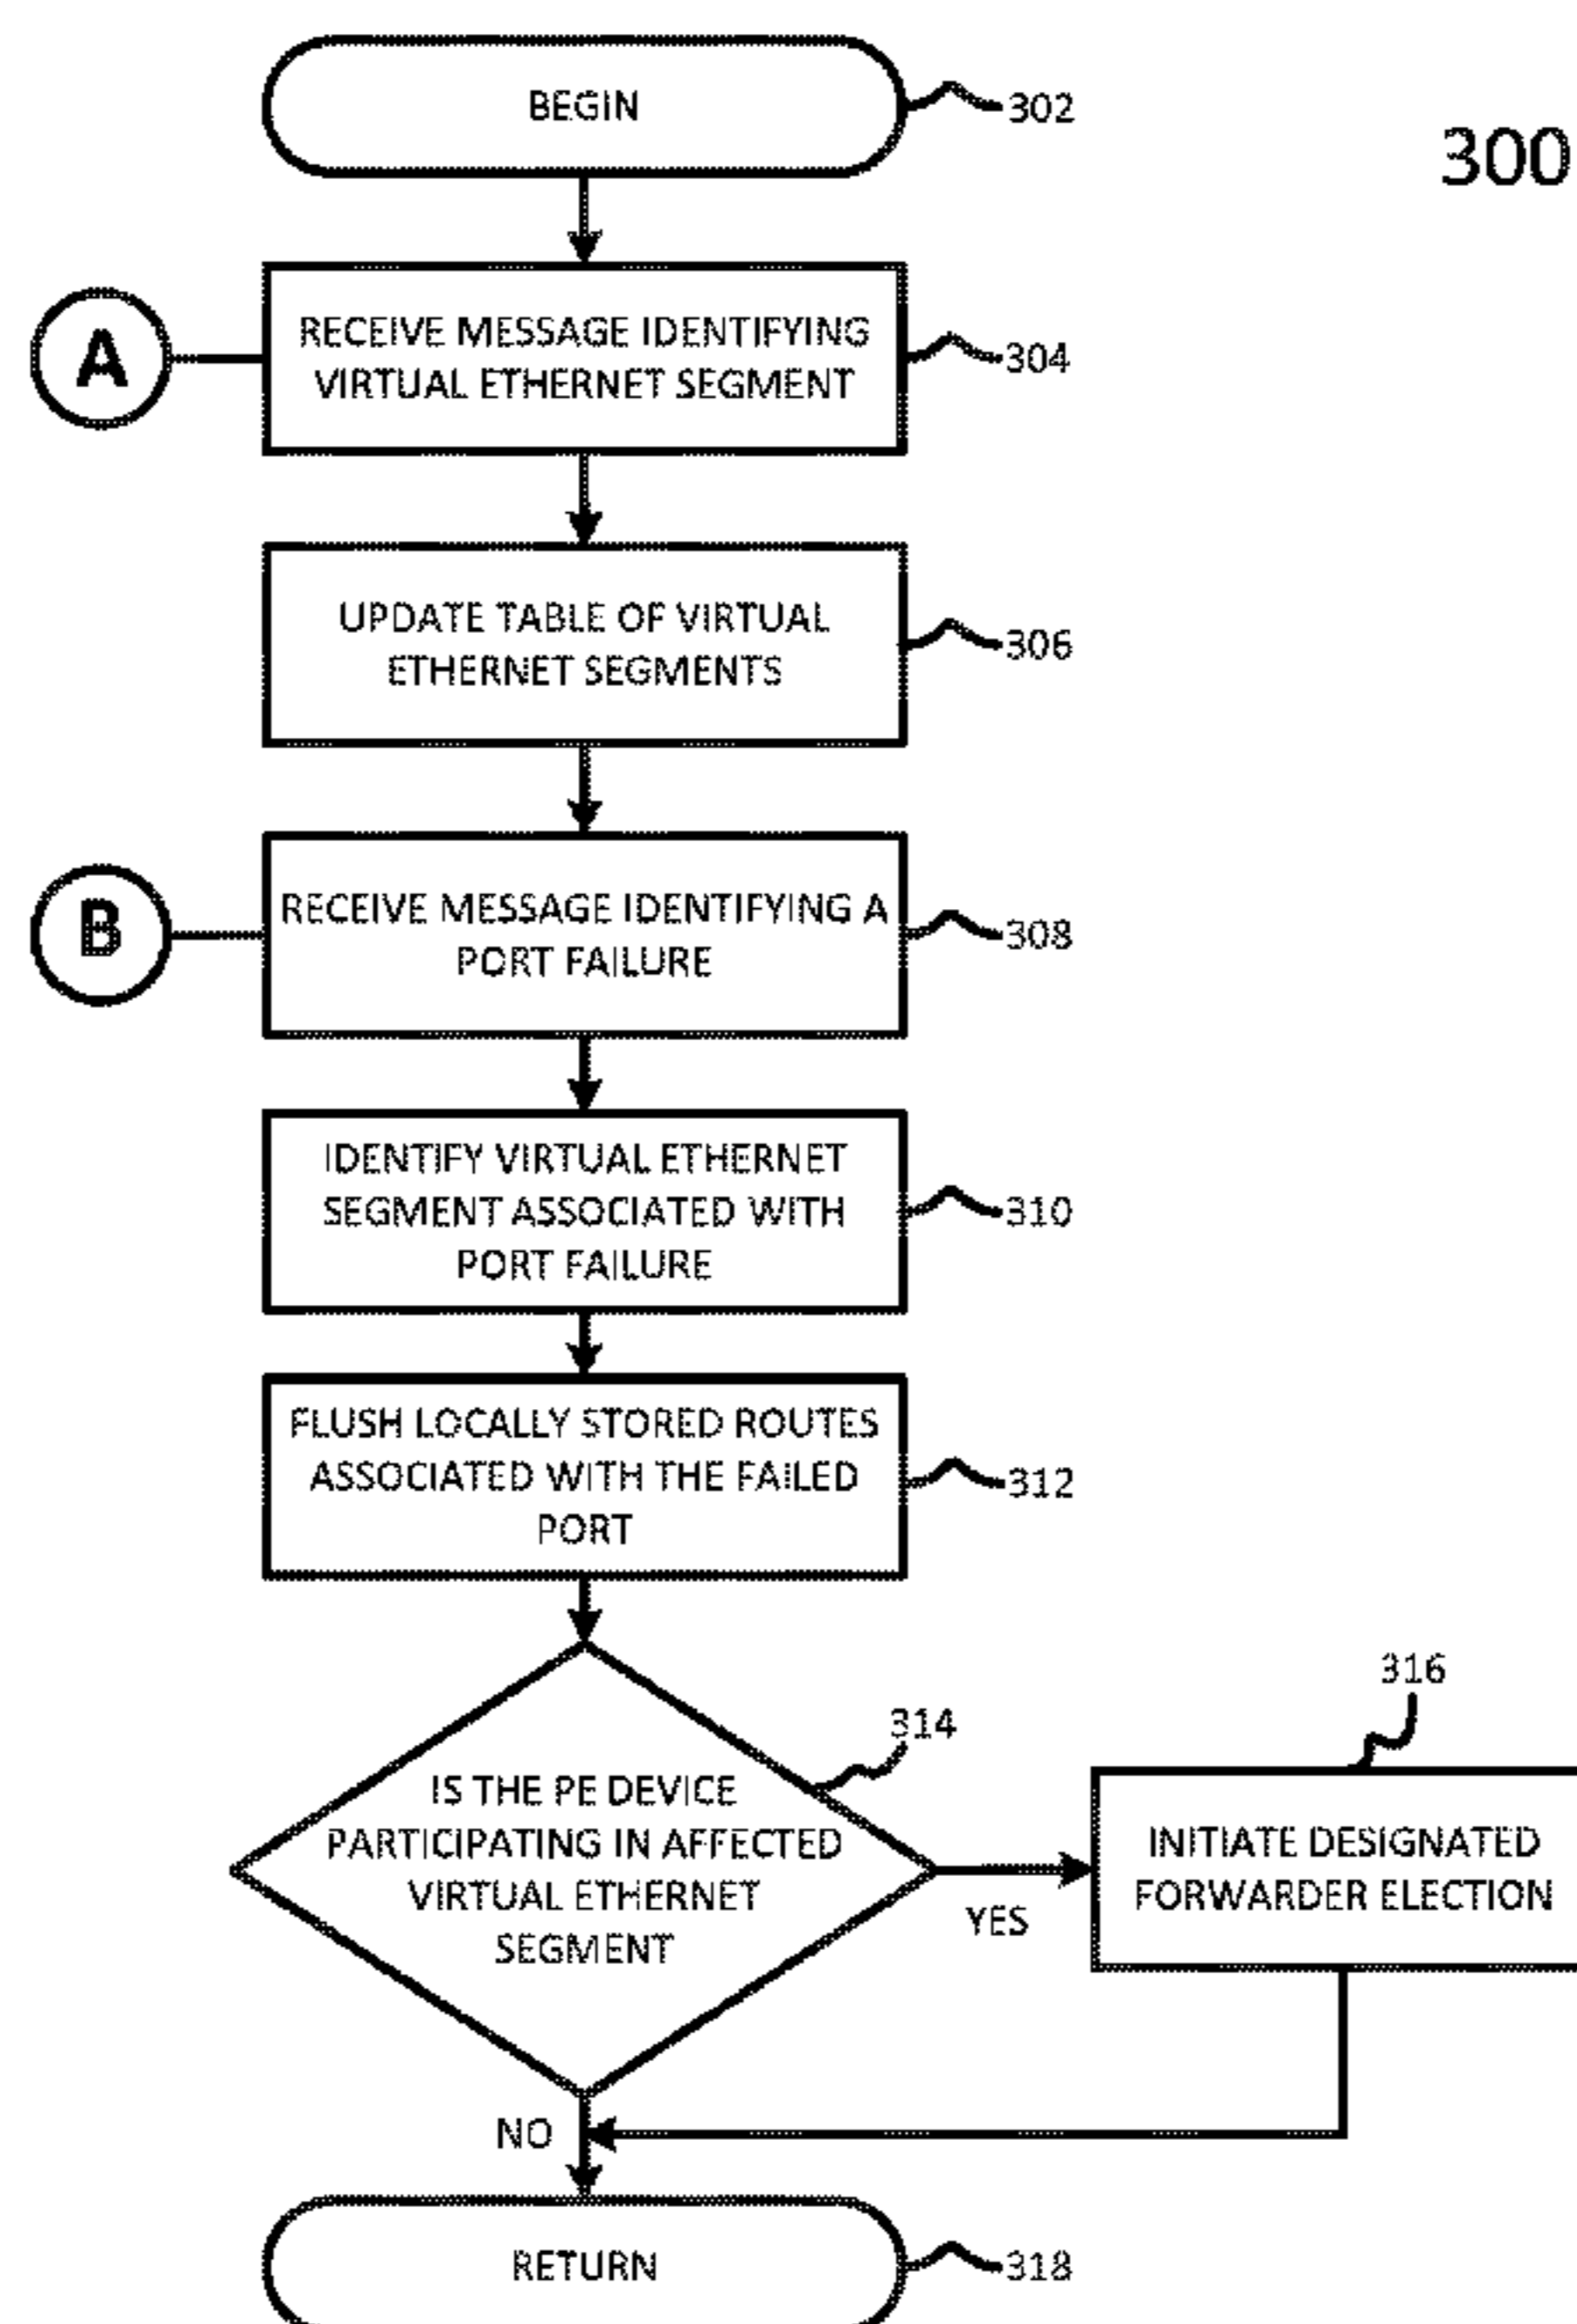 BEGIN
302
300
A
RECEIVE MESSAGE IDENTIFYING
VIRTUAL ETHERNET SEGMENT
304
UPDATE TABLE OF VIRTUAL
ETHERNET SEGMENTS
306
B
RECEIVE MESSAGE IDENTIFYING A
PORT FAILURE
308
IDENTIFY VIRTUAL ETHERNET
SEGMENT ASSOCIATED WITH
PORT FAILURE
310
FLUSH LOCALLY STORED ROUTES
ASSOCIATED WITH THE FAILED
PORT
312
IS THE PE DEVICE
PARTICIPATING IN AFFECTED
VIRTUAL ETHERNET
SEGMENT
314
YES
316
INITIATE DESIGNATED
FORWARDER ELECTION
NO
RETURN
318